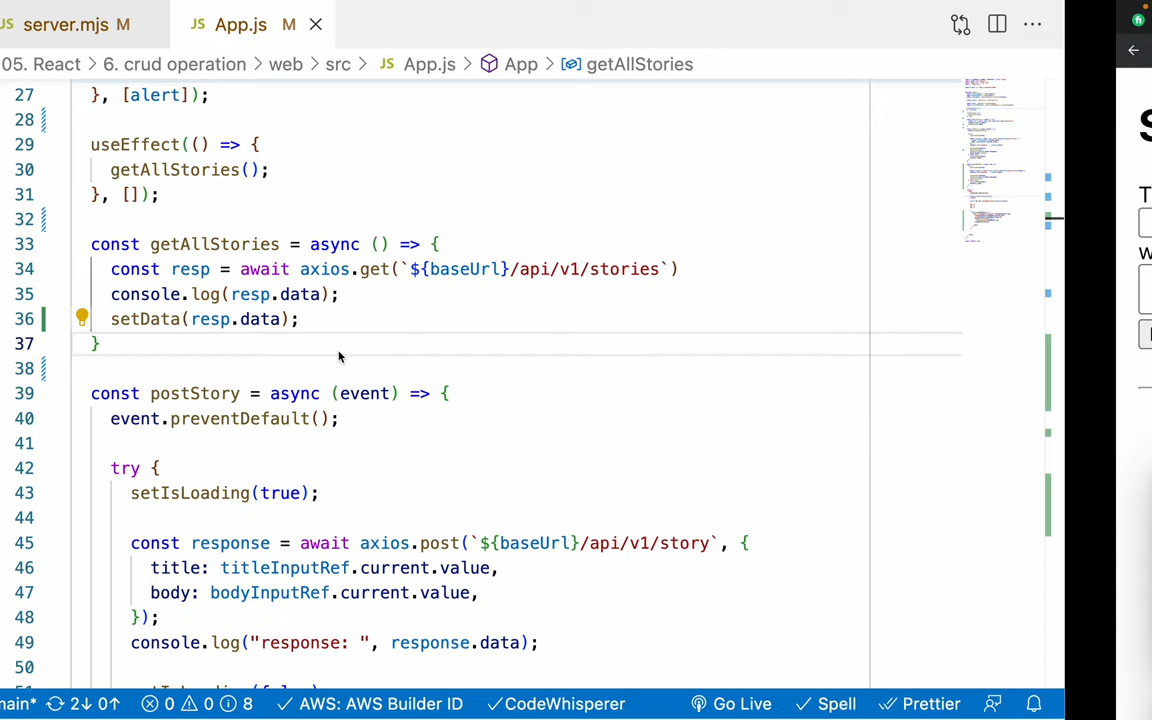 JS server.mjs M
JS App.js M
05. React > 6. crud operation > web > src > JS App.js > App > getAllStories
27 }, [alert]);
28
29 useEffect(() => {
30 getAllStories();
31 }, []);
32
33 const getAllStories = async () => {
34 const resp = await axios.get(`${baseUrl}/api/v1/stories`)
35 console.log(resp.data);
36 setData(resp.data);
37 }
38
39 const postStory = async (event) => {
40 event.preventDefault();
41
42 try {
43 setIsLoading(true);
44
45 const response = await axios.post(`${baseUrl}/api/v1/story`, {
46 title: titleInputRef.current.value,
47 body: bodyInputRef.current.value,
48 });
49 console.log("response: ", response.data);
50
main* 2↓ 0↑ 0 0 8 AWS: AWS Builder ID CodeWhisperer Go Live Spell Prettier